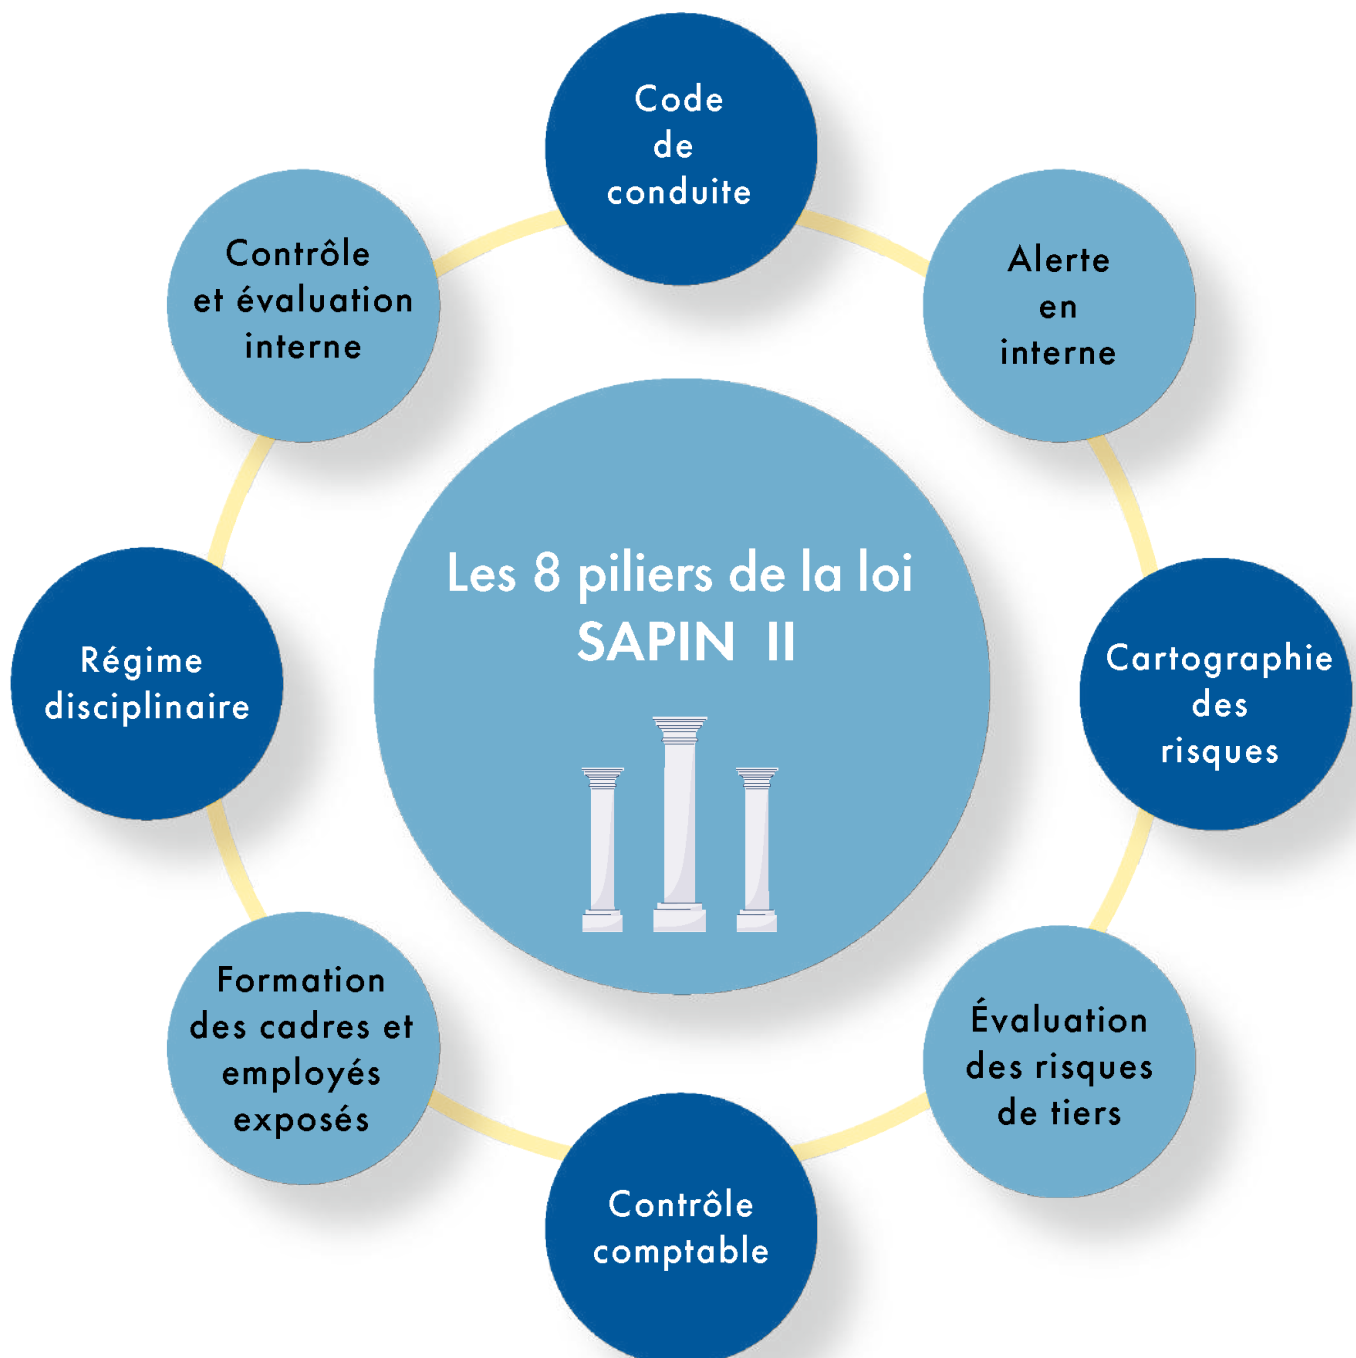 Code
de
conduite
Alerte
en
interne
Cartographie
des
risques
Évaluation
des risques
de tiers
Contrôle
comptable
Formation
des cadres et
employés
exposés
Régime
disciplinaire
Contrôle
et évaluation
interne
Les 8 piliers de la loi
SAPIN II